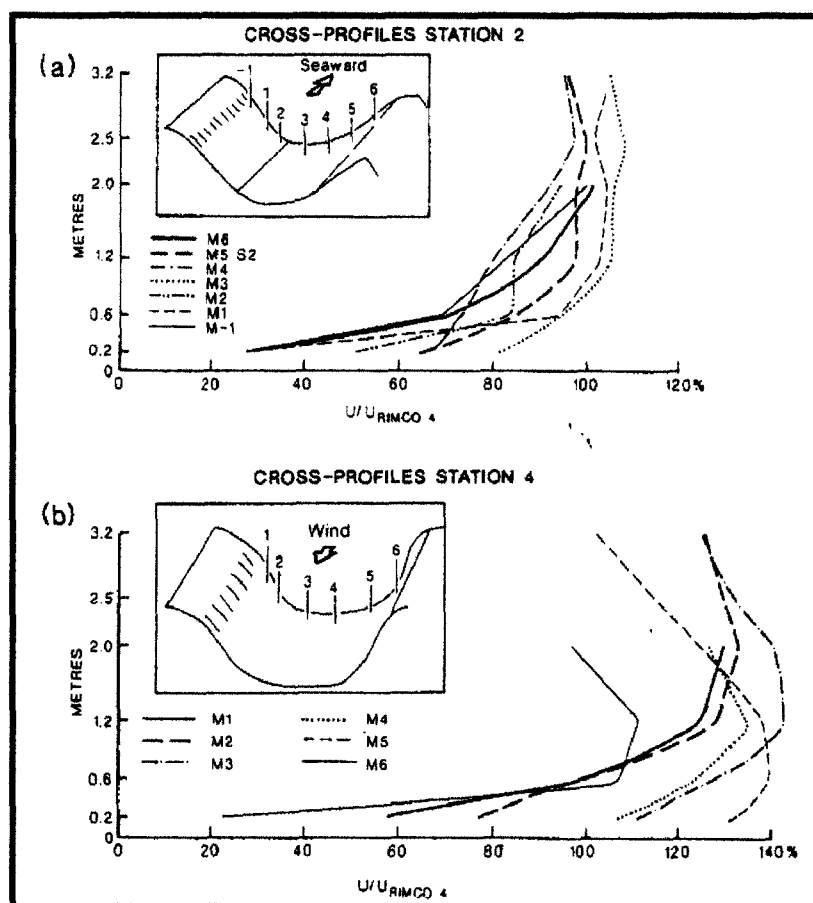 CROSS-PROFILES STATION 2
(a)
Seaward
-1
1
2
3
4
5
6
3.2
2.5
2.0
1.2
0.6
0.2
0
METRES
M6
M5 S2
M4
M3
M2
M1
M-1
0 20 40 60 80 100 120%
U/U RIMCO 4
CROSS-PROFILES STATION 4
(b)
Wind
1
2
3
4
5
6
3.2
2.5
2.0
1.2
0.6
0.2
0
METRES
M1 M4
M2 M5
M3 M6
0 20 40 60 80 100 120 140%
U/U RIMCO 4